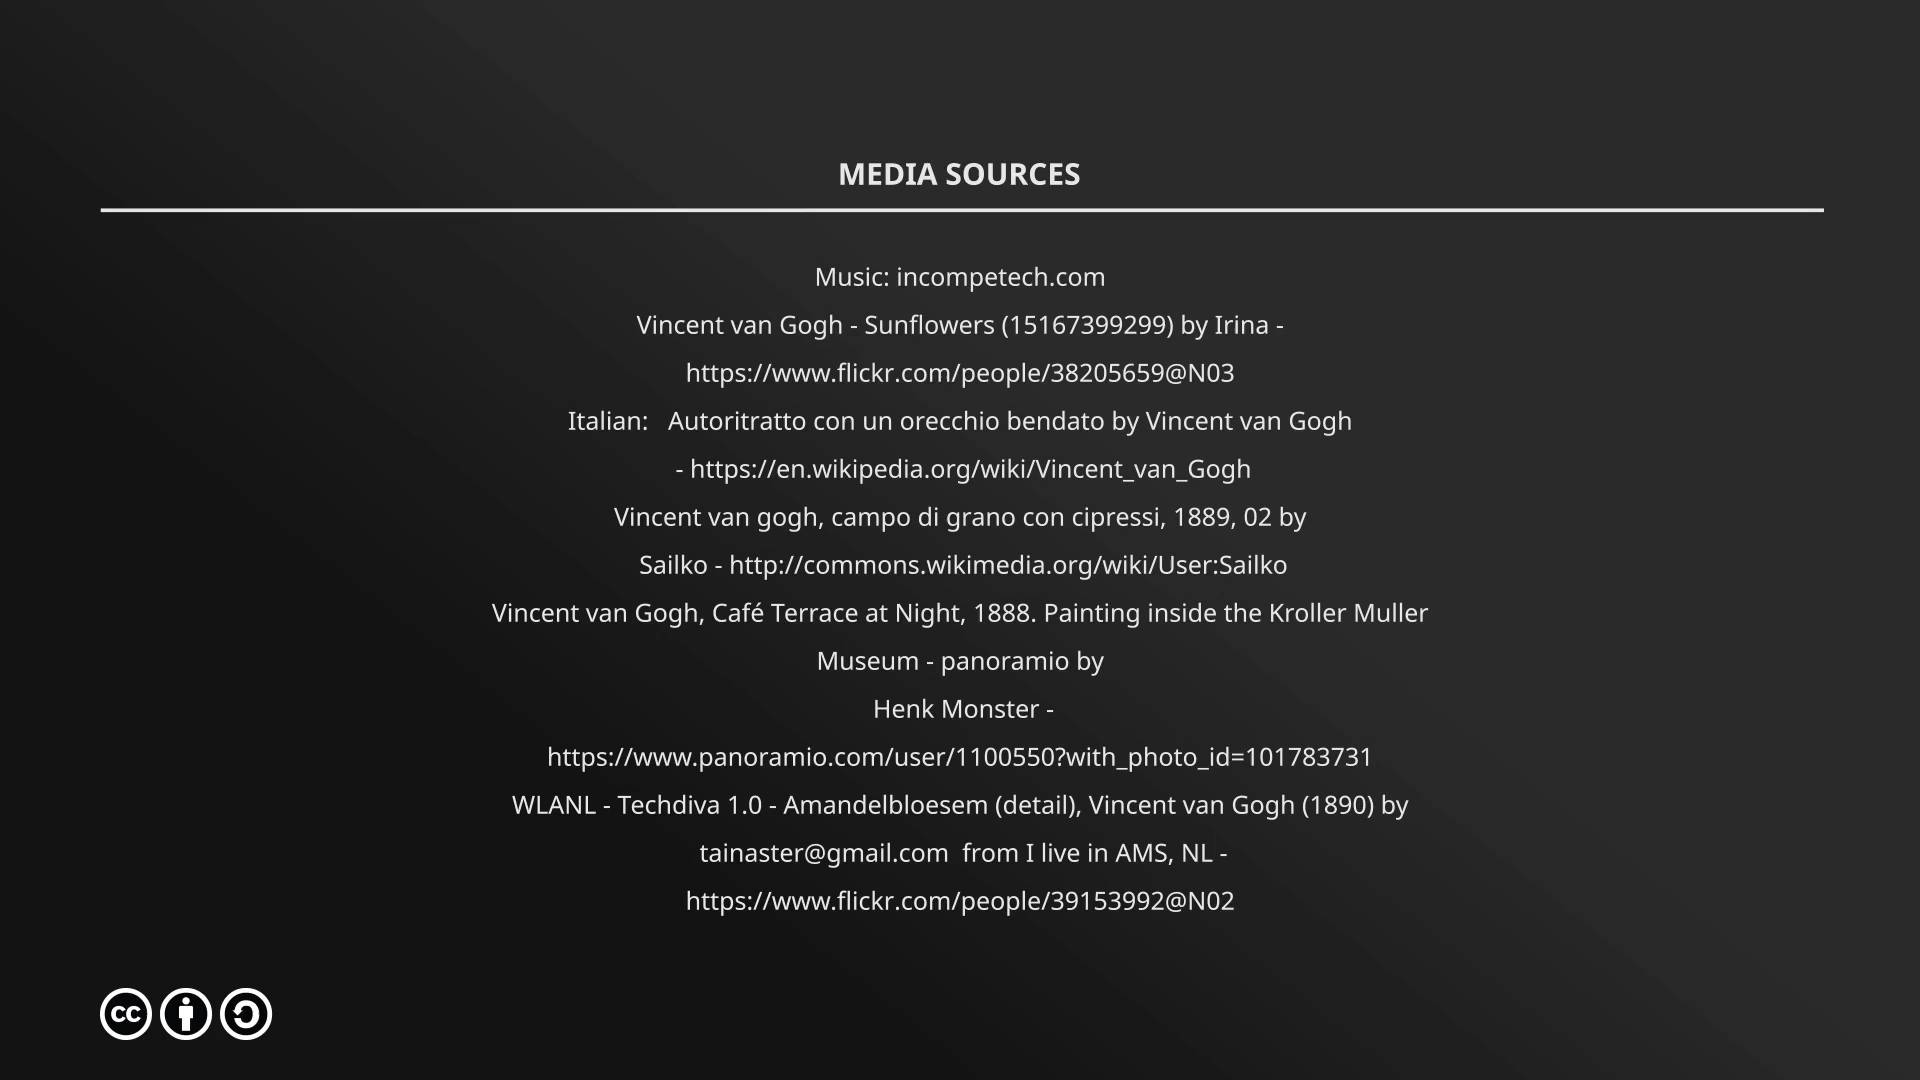 MEDIA SOURCES
Music: incompetech.com
Vincent van Gogh - Sunflowers (15167399299) by Irina -
https://www.flickr.com/people/38205659@N03
Italian:   Autoritratto con un orecchio bendato by Vincent van Gogh
- https://en.wikipedia.org/wiki/Vincent_van_Gogh
Vincent van gogh, campo di grano con cipressi, 1889, 02 by
Sailko - http://commons.wikimedia.org/wiki/User:Sailko
Vincent van Gogh, Café Terrace at Night, 1888. Painting inside the Kroller Muller
Museum - panoramio by
Henk Monster -
https://www.panoramio.com/user/1100550?with_photo_id=101783731
WLANL - Techdiva 1.0 - Amandelbloesem (detail), Vincent van Gogh (1890) by
tainaster@gmail.com  from I live in AMS, NL -
https://www.flickr.com/people/39153992@N02
cc